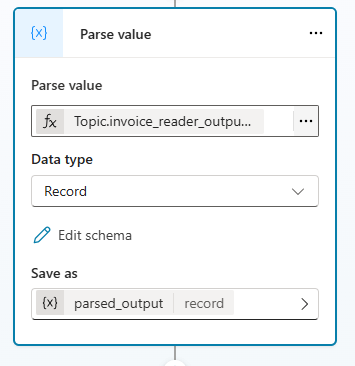 {x} Parse value ...
Parse value
fx Topic.invoice_reader_outpu... ...
Data type
Record
Edit schema
Save as
{x} parsed_output record